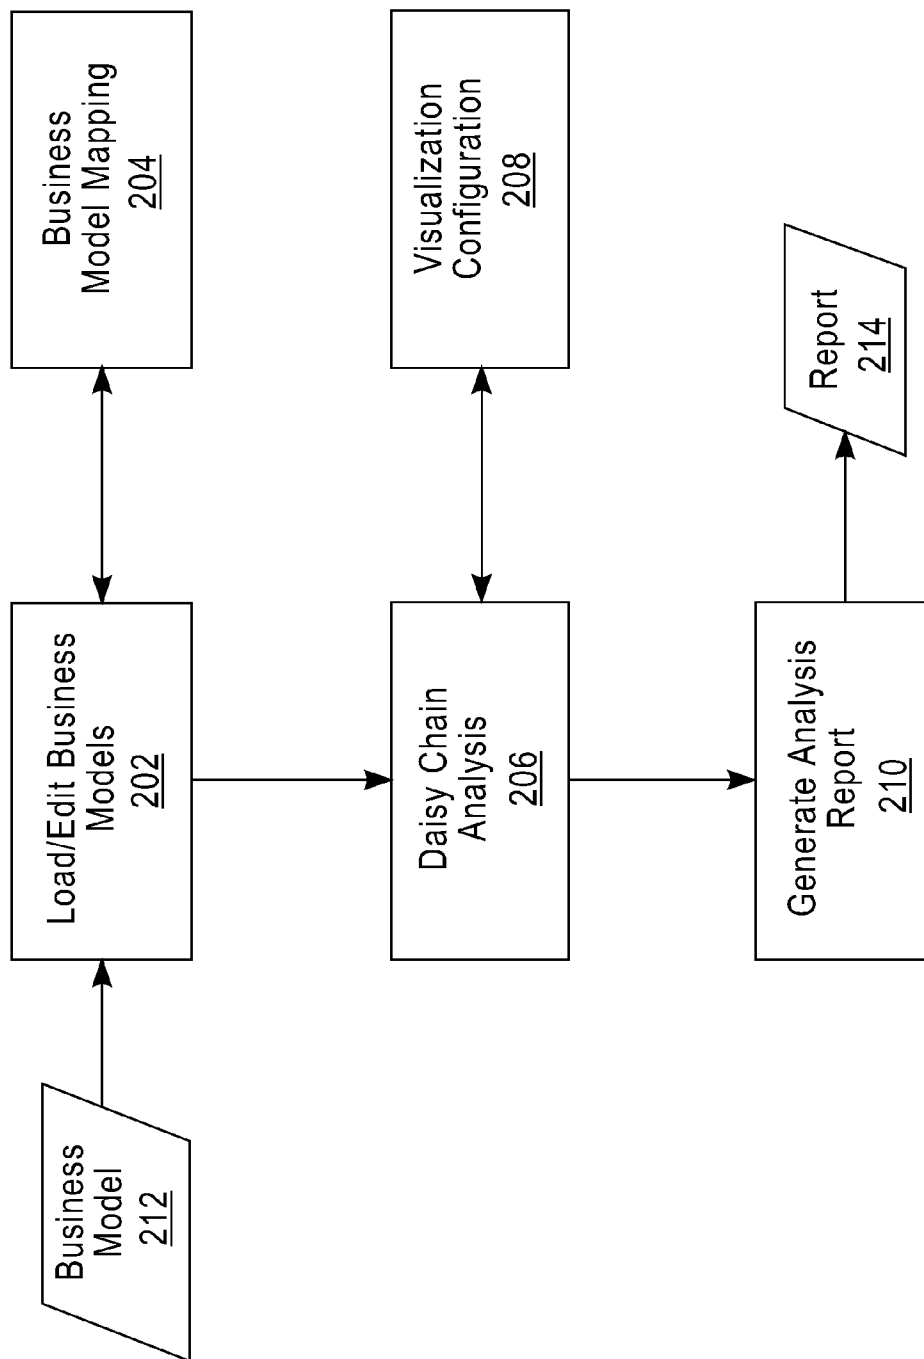 Business
Model
212
Load/Edit Business
Models
202
Business
Model Mapping
204
Daisy Chain
Analysis
206
Visualization
Configuration
208
Generate Analysis
Report
210
Report
214